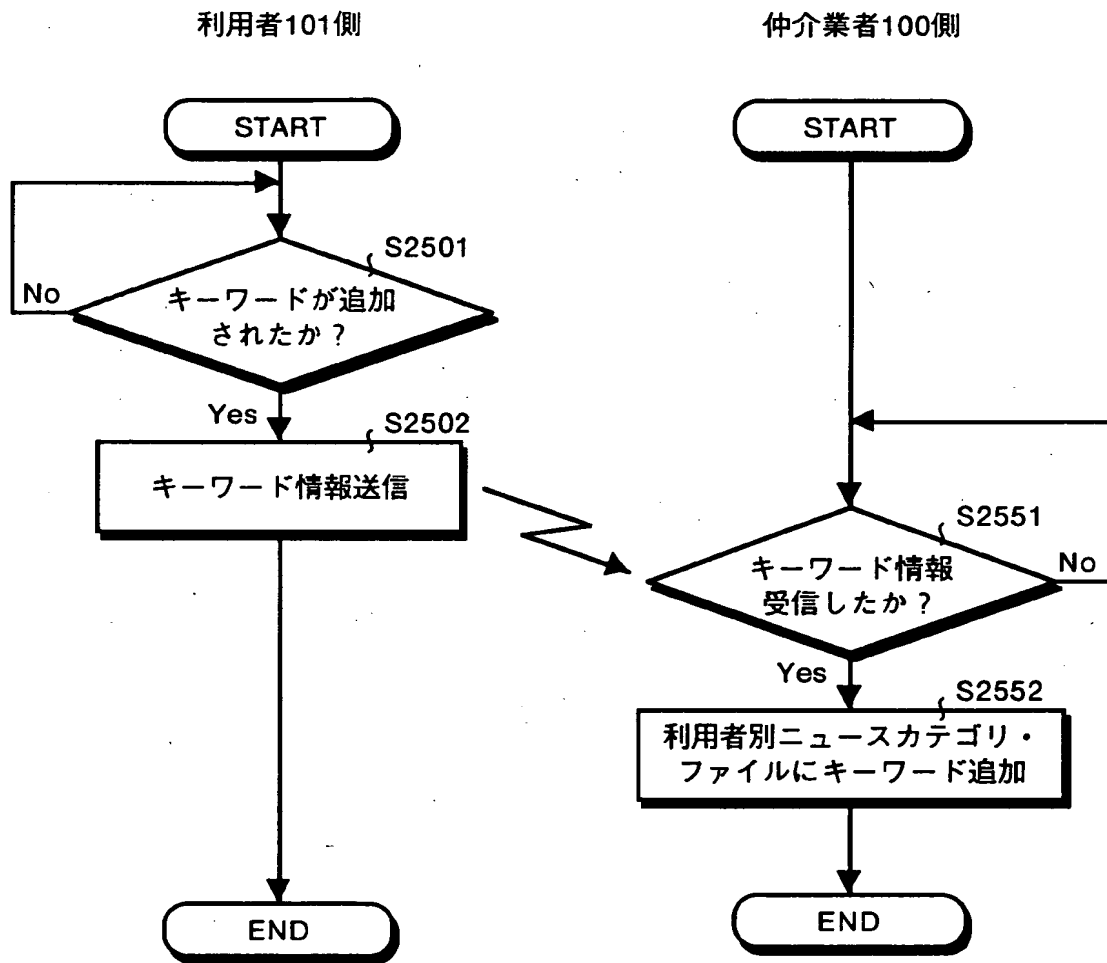 利用者101側
START
S2501
キーワードが追加
されたか？
No
Yes
S2502
キーワード情報送信
END
仲介業者100側
START
S2551
キーワード情報
受信したか？
No
Yes
S2552
利用者別ニュースカテゴリ・
ファイルにキーワード追加
END